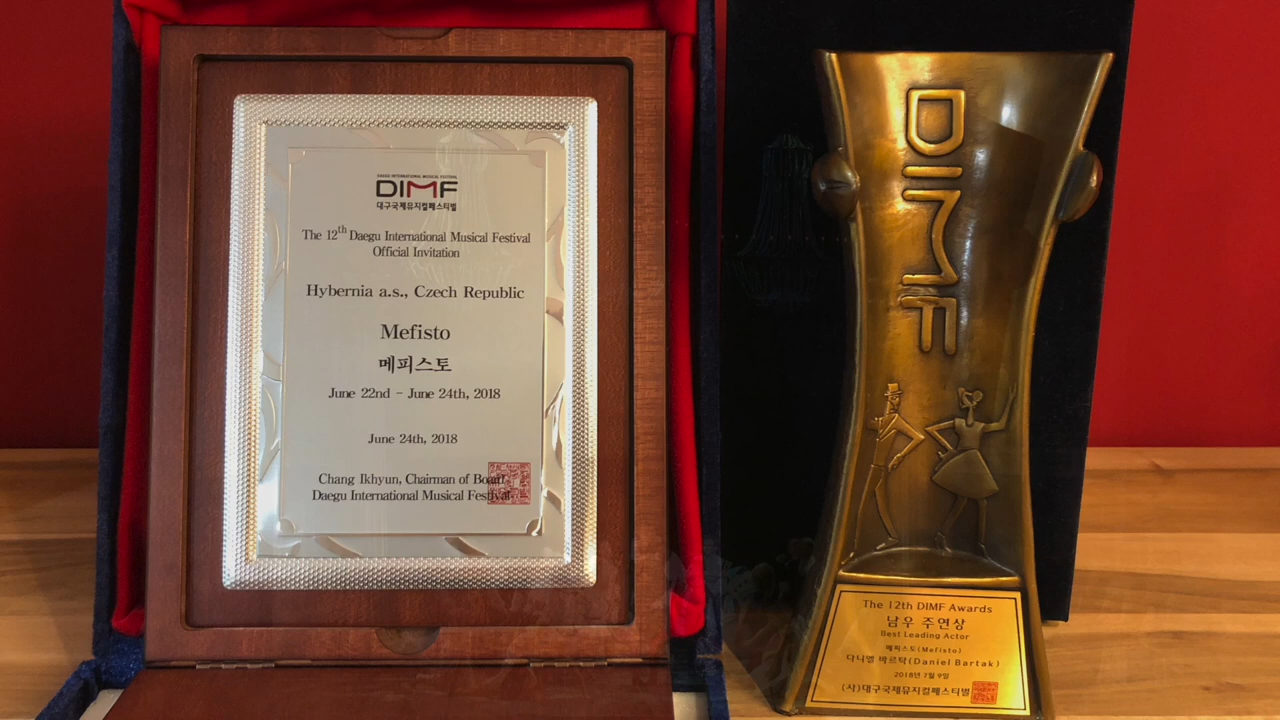 DAEGU INTERNATIONAL MUSICAL FESTIVAL
DIMF
대구국제뮤지컬페스티벌
The 12th Daegu International Musical Festival
Official Invitation
Hybernia a.s., Czech Republic
Mefisto
메피스토
June 22nd - June 24th, 2018
June 24th, 2018
Chang Ikhyun, Chairman of Board
Daegu International Musical Festival
DIMF
The 12th DIMF Awards
남우 주연상
Best Leading Actor
메피스토(Mefisto)
다니엘 바르탁(Daniel Bartak)
2018년 7월 9일
(사)대구국제뮤지컬페스티벌